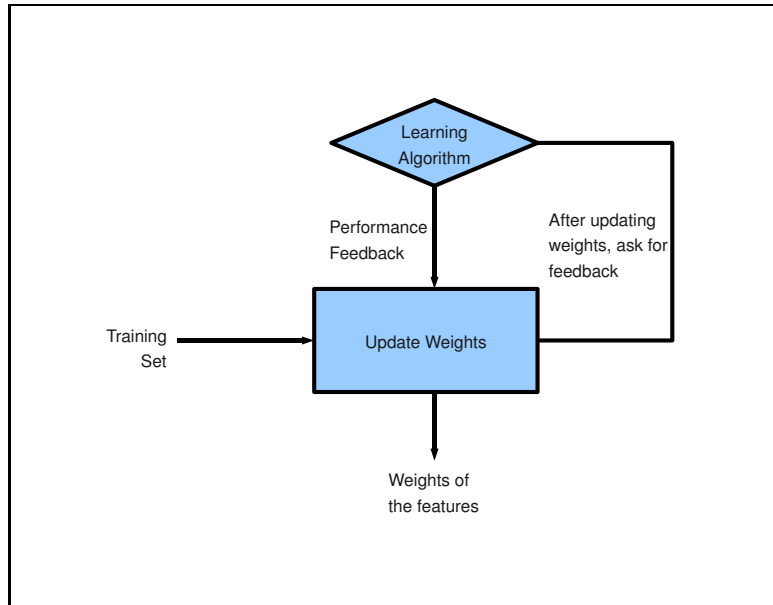 Learning
Algorithm
Performance
Feedback
After updating
weights, ask for
feedback
Training
Set
Update Weights
Weights of
the features